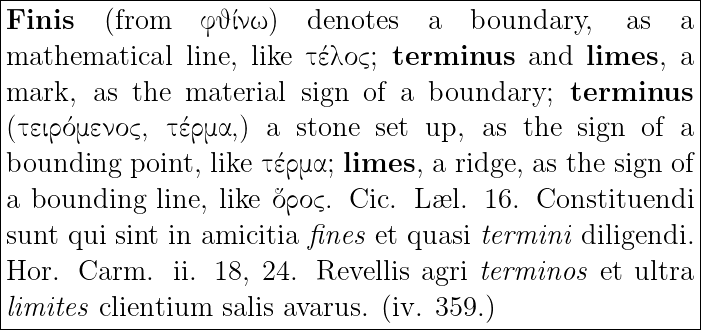 Finis (from φθίνω) denotes a boundary, as a
mathematical line, like τέλος; terminus and limes, a
mark, as the material sign of a boundary; terminus
(τειρόμενος, τέρμα,) a stone set up, as the sign of a
bounding point, like τέρμα; limes, a ridge, as the sign of
a bounding line, like ὅρος. Cic. Læl. 16. Constituendi
sunt qui sint in amicitia fines et quasi termini diligendi.
Hor. Carm. ii. 18, 24. Revellis agri terminos et ultra
limites clientium salis avarus. (iv. 359.)